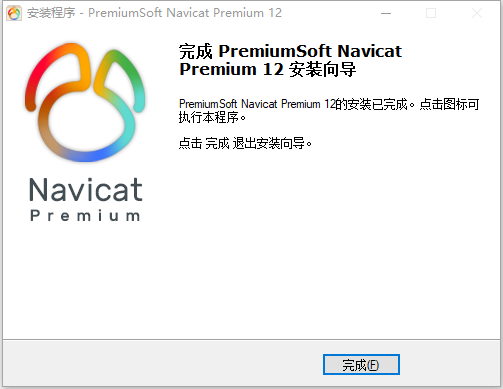 安装程序 - PremiumSoft Navicat Premium 12
完成 PremiumSoft Navicat
Premium 12 安装向导
PremiumSoft Navicat Premium 12的安装已完成。点击图标可
执行本程序。
点击 完成 退出安装向导。
Navicat
Premium
完成(F)